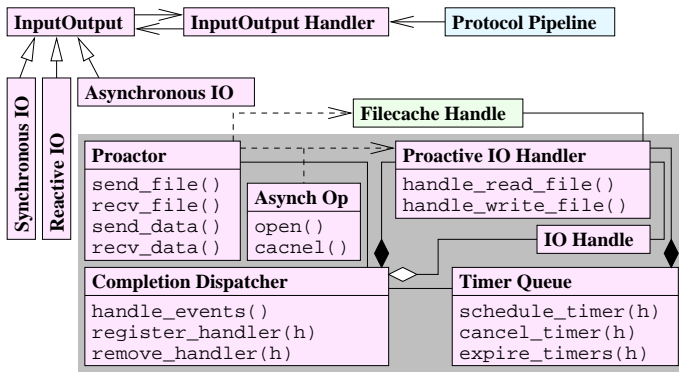 InputOutput
InputOutput Handler
Protocol Pipeline
Synchronous IO
Reactive IO
Asynchronous IO
Filecache Handle
Proactor
send_file()
recv_file()
send_data()
recv_data()
Asynch Op
open()
cacnel()
Proactive IO Handler
handle_read_file()
handle_write_file()
IO Handle
Completion Dispatcher
handle_events()
register_handler(h)
remove_handler(h)
Timer Queue
schedule_timer(h)
cancel_timer(h)
expire_timers(h)